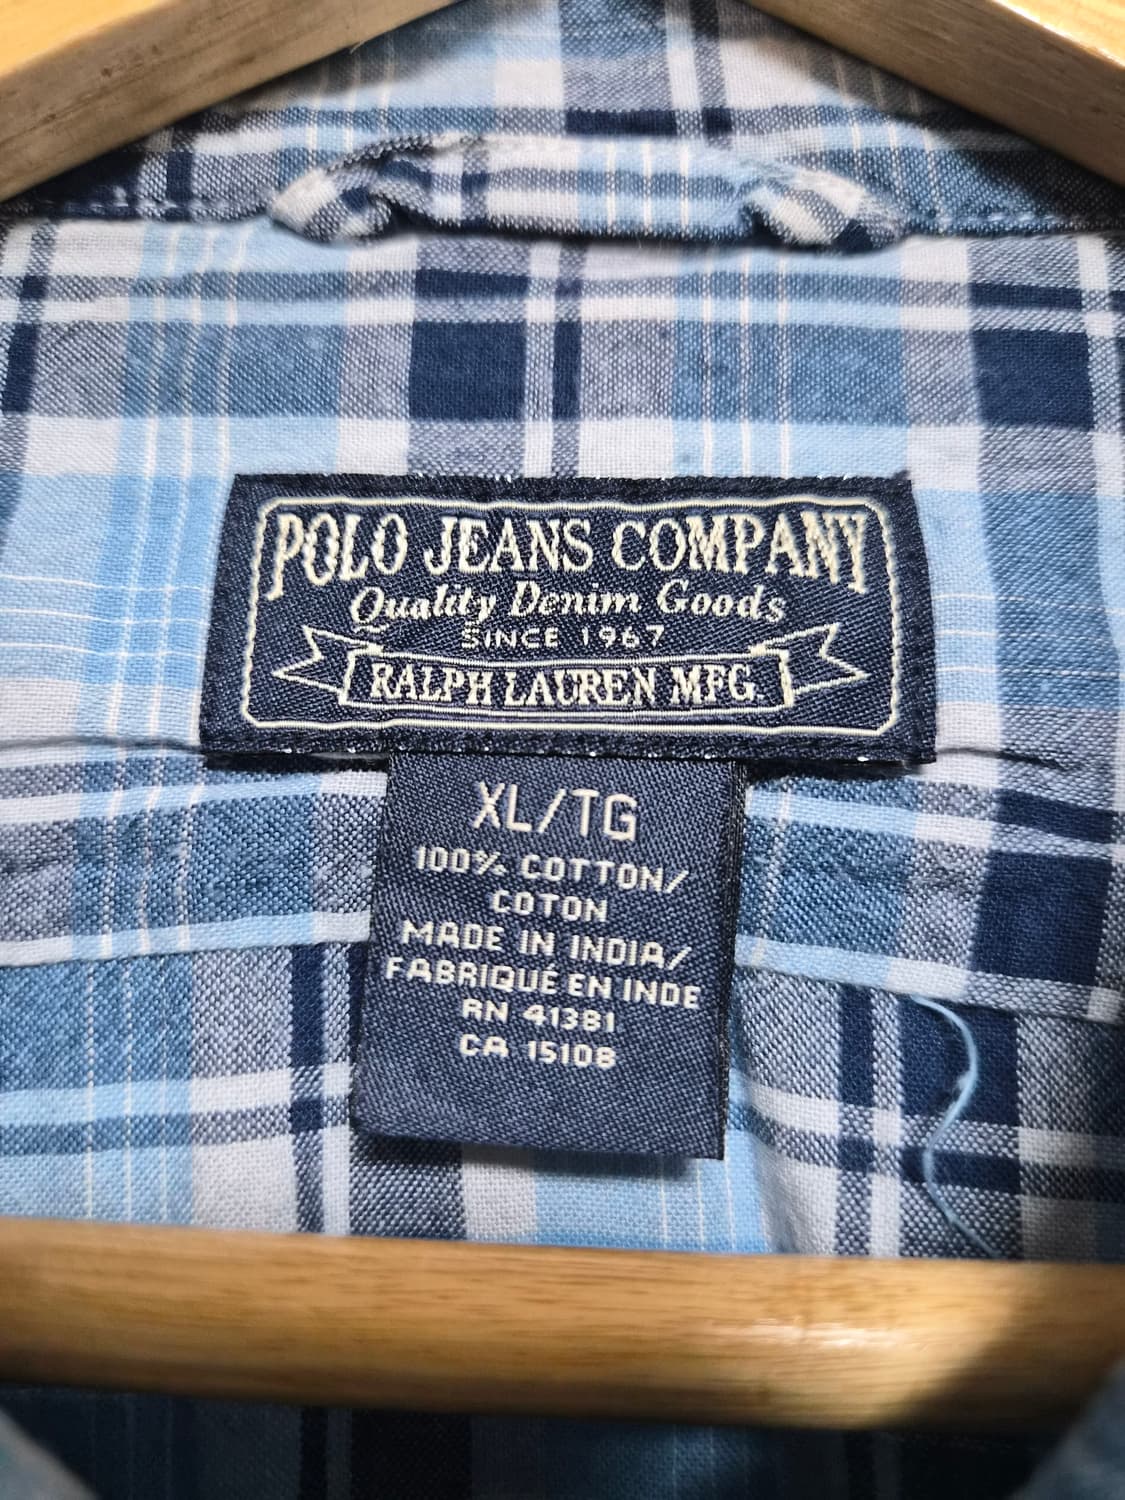 POLO JEANS COMPANY
Quality Denim Goods
SINCE 1967
RALPH LAUREN MFG.
XL/TG
100% COTTON/
COTON
MADE IN INDIA/
FABRIQUÉ EN INDE
RN 41381
CA 15108